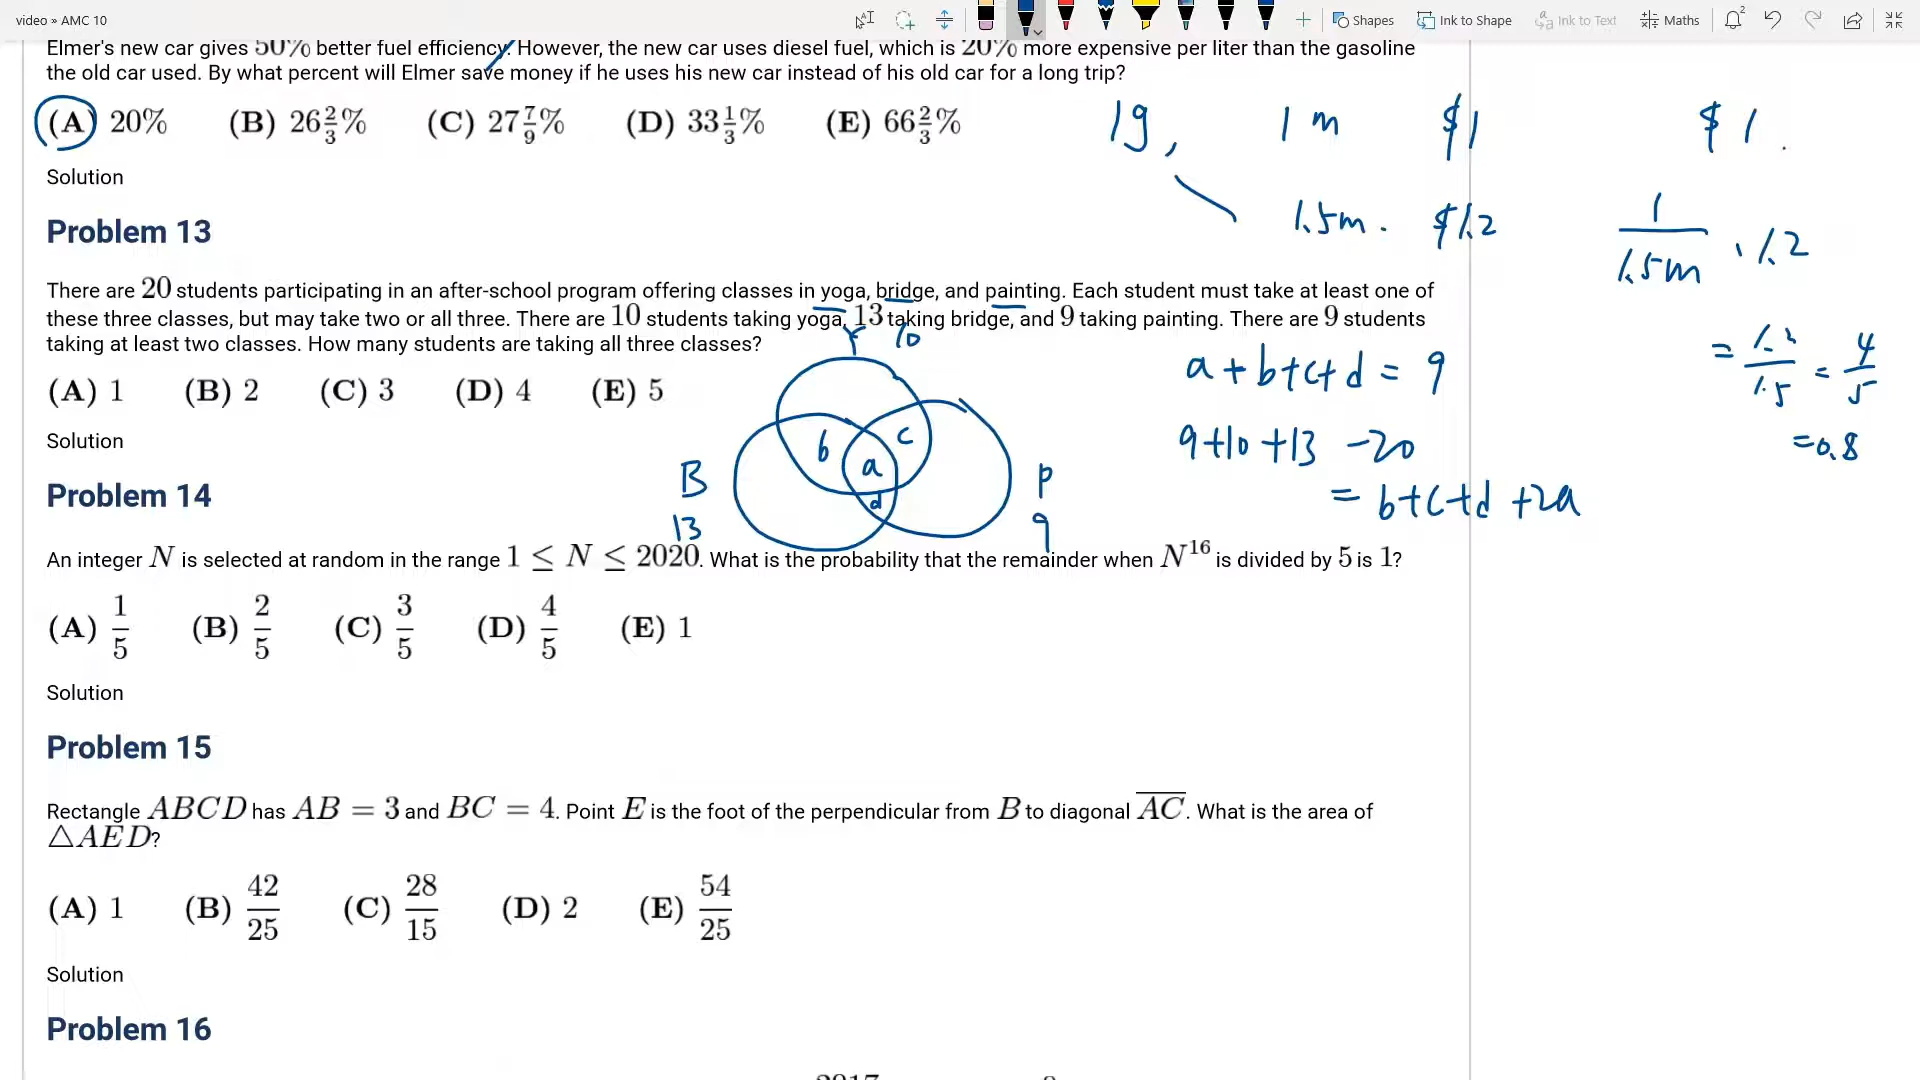 video » AMC 10
Shapes
Ink to Shape
Ink to Text
Maths
2
Elmer's new car gives 50% better fuel efficiency. However, the new car uses diesel fuel, which is 20% more expensive per liter than the gasoline
the old car used. By what percent will Elmer save money if he uses his new car instead of his old car for a long trip?
(A) 20% (B) 26 2/3% (C) 27 7/9% (D) 33 1/3% (E) 66 2/3%
1g, 1 m $1 $1.
1.5m. $1.2
1/1.5m · 1.2
= 1.2/1.5 = 4/5
=0.8
Solution
Problem 13
There are 20 students participating in an after-school program offering classes in yoga, bridge, and painting. Each student must take at least one of
these three classes, but may take two or all three. There are 10 students taking yoga, 13 taking bridge, and 9 taking painting. There are 9 students
taking at least two classes. How many students are taking all three classes?
(A) 1 (B) 2 (C) 3 (D) 4 (E) 5
Y 10
B
13
P
9
b
c
a
d
a+b+c+d = 9
9+10+13 -20
= b+c+d +2a
Solution
Problem 14
An integer N is selected at random in the range 1 ≤ N ≤ 2020. What is the probability that the remainder when N^16 is divided by 5 is 1?
(A) 1/5 (B) 2/5 (C) 3/5 (D) 4/5 (E) 1
Solution
Problem 15
Rectangle ABCD has AB = 3 and BC = 4. Point E is the foot of the perpendicular from B to diagonal AC. What is the area of
△AED?
(A) 1 (B) 42/25 (C) 28/15 (D) 2 (E) 54/25
Solution
Problem 16